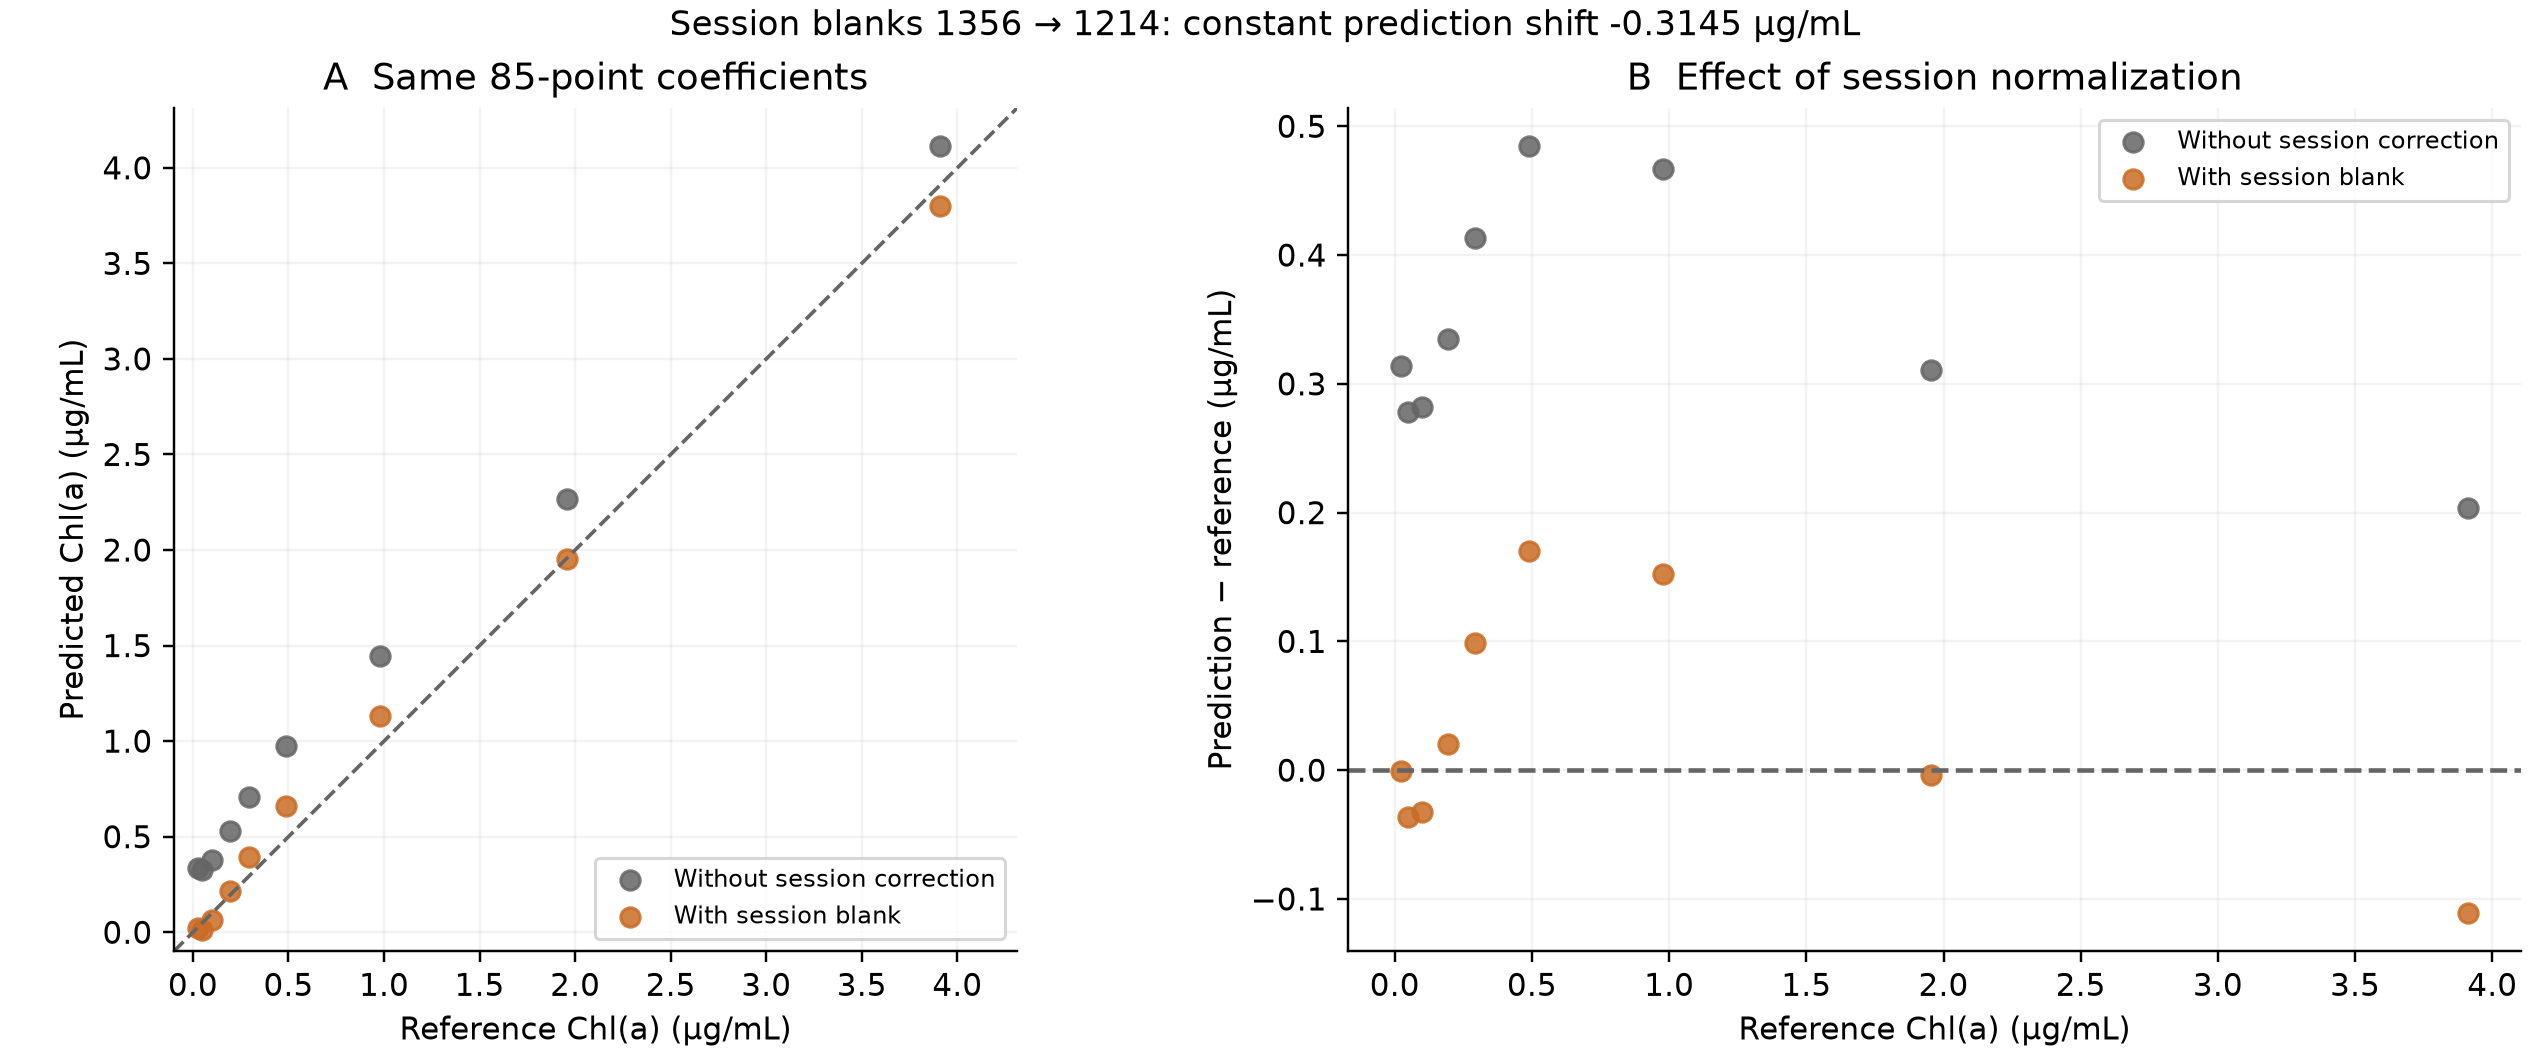 Session blanks 1356 → 1214: constant prediction shift -0.3145 µg/mL
A  Same 85-point coefficients
Predicted Chl(a) (µg/mL)
4.0
3.5
3.0
2.5
2.0
1.5
1.0
0.5
0.0
Without session correction
With session blank
0.0 0.5 1.0 1.5 2.0 2.5 3.0 3.5 4.0
Reference Chl(a) (µg/mL)
B  Effect of session normalization
Prediction − reference (µg/mL)
0.5
0.4
0.3
0.2
0.1
0.0
−0.1
Without session correction
With session blank
0.0 0.5 1.0 1.5 2.0 2.5 3.0 3.5 4.0
Reference Chl(a) (µg/mL)